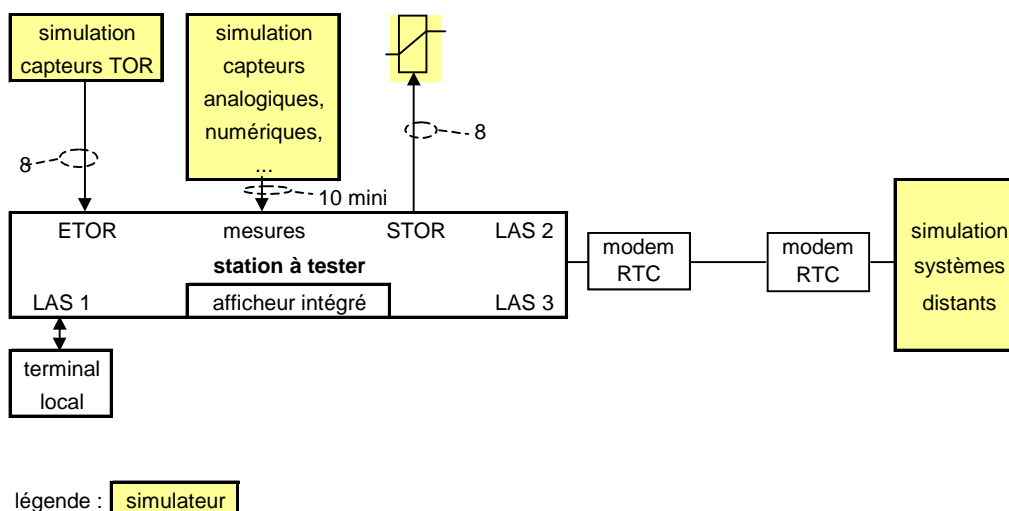 simulation
capteurs TOR
simulation
capteurs
analogiques,
numériques,
...
8
8
10 mini
ETOR
mesures
STOR
LAS 2
station à tester
LAS 1
afficheur intégré
LAS 3
modem
RTC
modem
RTC
simulation
systèmes
distants
terminal
local
légende :
simulateur